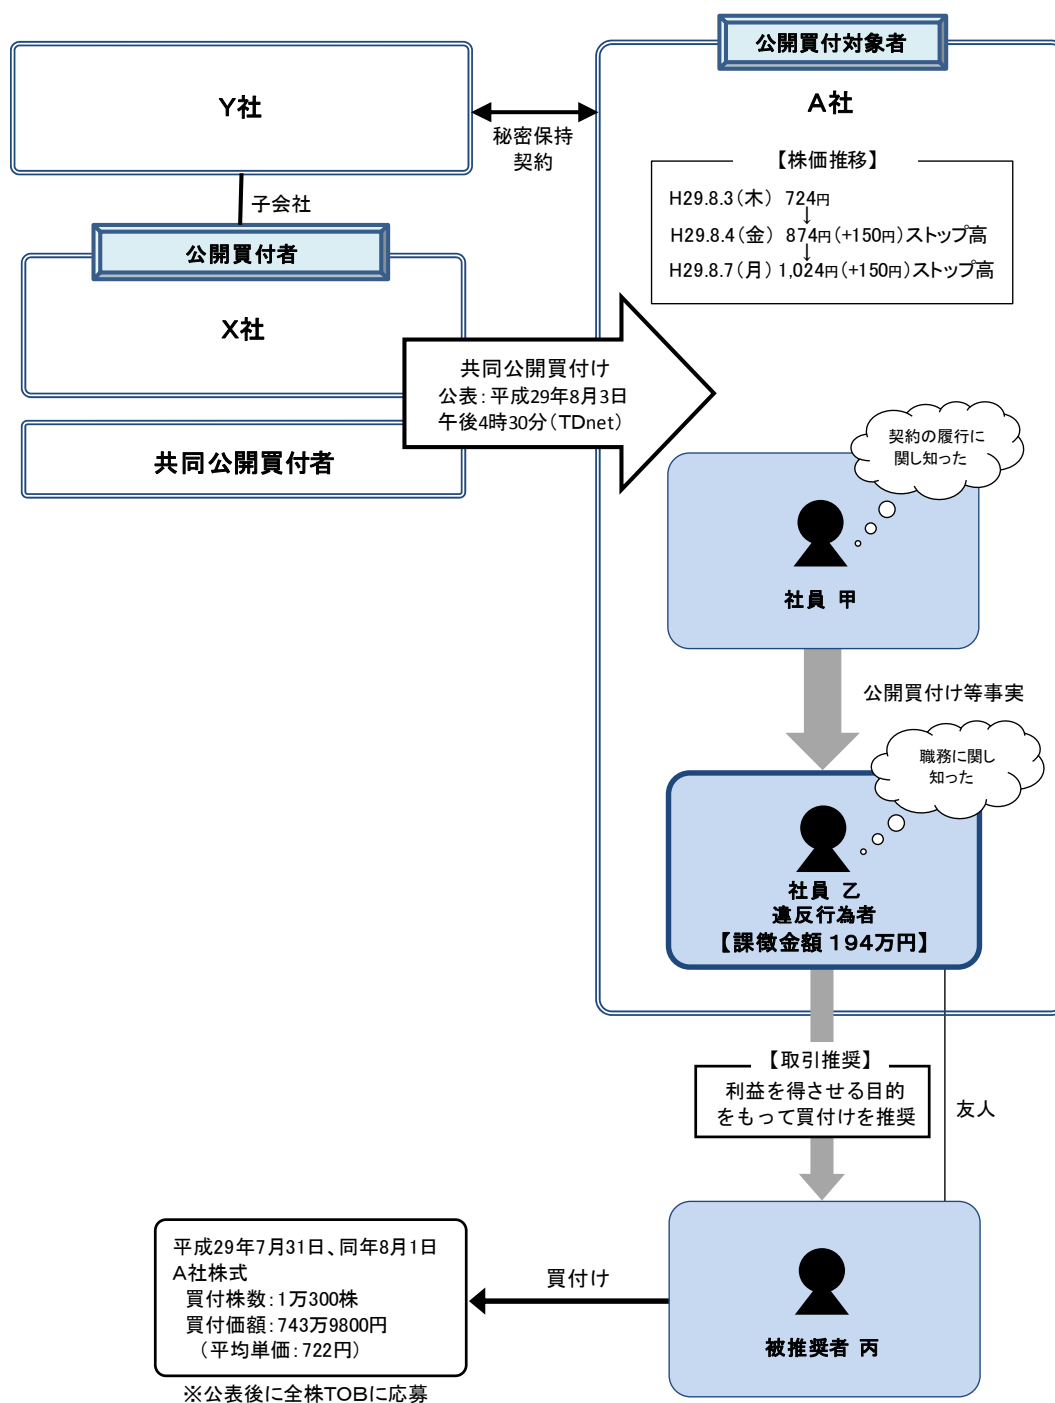 公開買付対象者
Y社
A社
秘密保持
契約
【株価推移】
H29.8.3(木) 724円
↓
H29.8.4(金) 874円(+150円)ストップ高
↓
H29.8.7(月) 1,024円(+150円)ストップ高
子会社
公開買付者
X社
共同公開買付け
公表：平成29年8月3日
午後4時30分(TDnet)
共同公開買付者
契約の履行に
関し知った
社員 甲
公開買付け等事実
職務に関し
知った
社員 乙
違反行為者
【課徴金額 194万円】
【取引推奨】
利益を得させる目的
をもって買付けを推奨
友人
平成29年7月31日、同年8月1日
A社株式
買付株数：1万300株
買付価額：743万9800円
(平均単価：722円)
買付け
被推奨者 丙
※公表後に全株TOBに応募